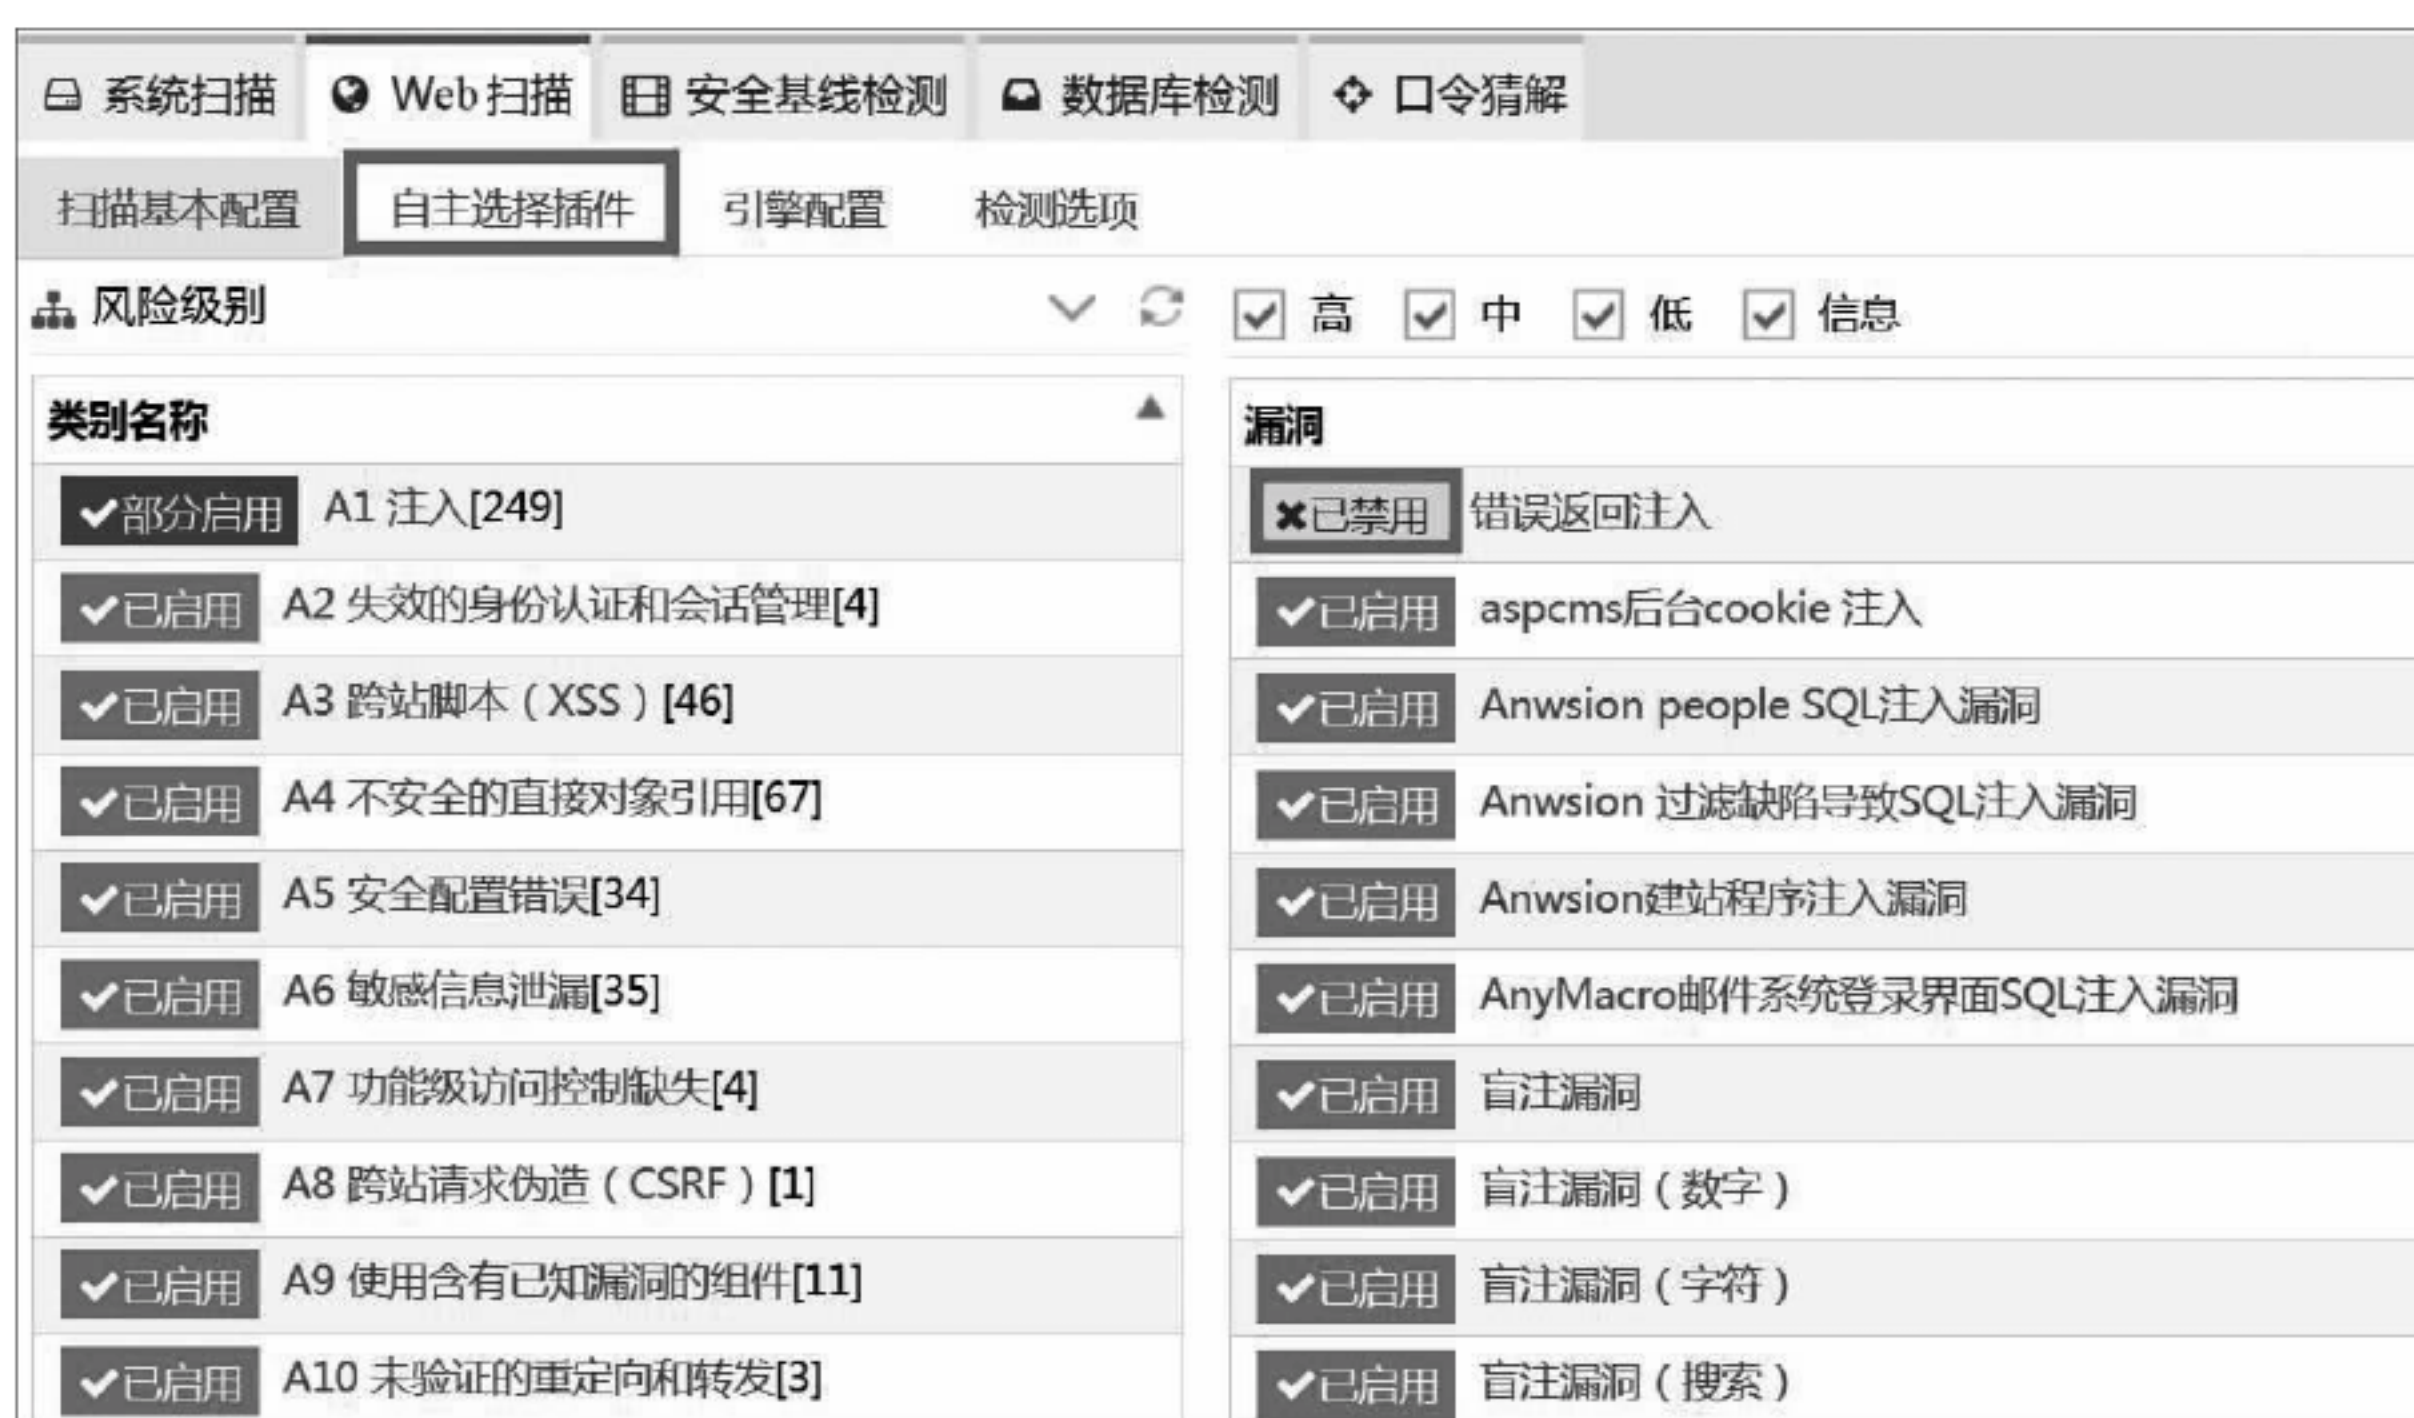 系统扫描 Web扫描 安全基线检测 数据库检测 口令猜解
扫描基本配置 自主选择插件 引擎配置 检测选项
风险级别
高 中 低 信息
类别名称
部分启用 A1 注入[249]
已启用 A2 失效的身份认证和会话管理[4]
已启用 A3 跨站脚本（XSS）[46]
已启用 A4 不安全的直接对象引用[67]
已启用 A5 安全配置错误[34]
已启用 A6 敏感信息泄漏[35]
已启用 A7 功能级访问控制缺失[4]
已启用 A8 跨站请求伪造（CSRF）[1]
已启用 A9 使用含有已知漏洞的组件[11]
已启用 A10 未验证的重定向和转发[3]
漏洞
已禁用 错误返回注入
已启用 aspcms后台cookie 注入
已启用 Anwsion people SQL注入漏洞
已启用 Anwsion 过滤缺陷导致SQL注入漏洞
已启用 Anwsion建站程序注入漏洞
已启用 AnyMacro邮件系统登录界面SQL注入漏洞
已启用 盲注漏洞
已启用 盲注漏洞（数字）
已启用 盲注漏洞（字符）
已启用 盲注漏洞（搜索）